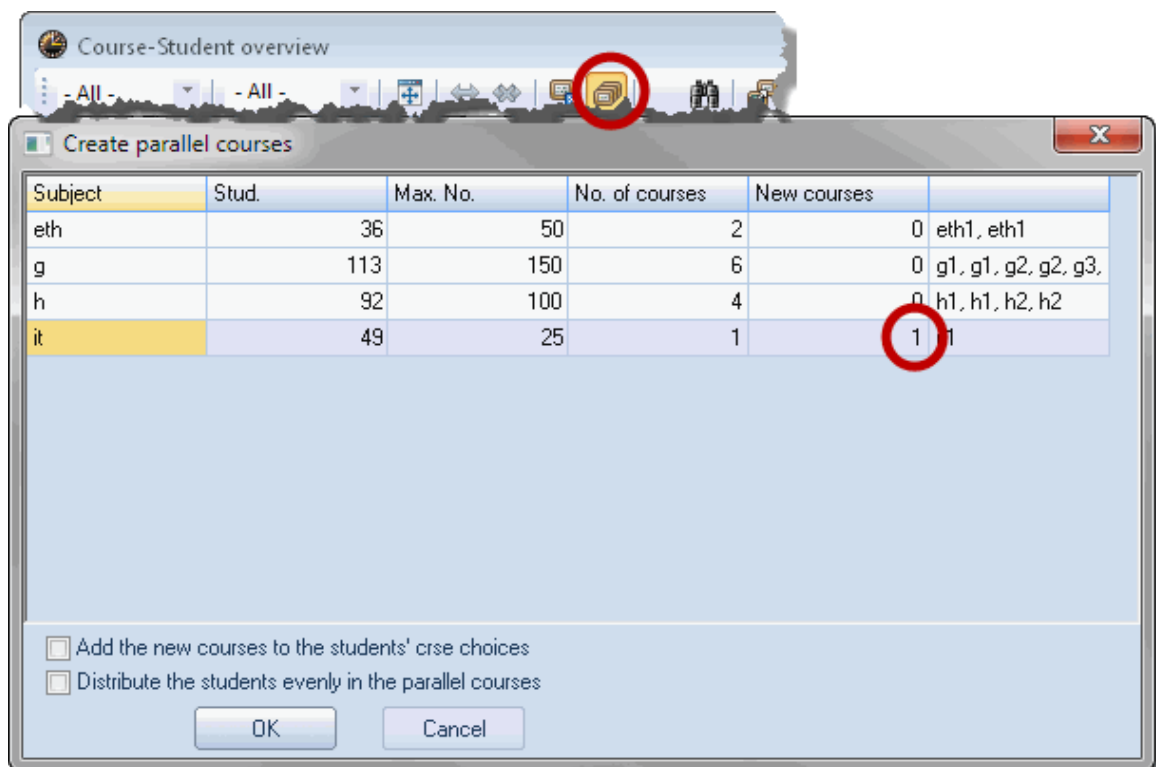 Course-Student overview
- All - - All -
Create parallel courses
Subject Stud. Max. No. No. of courses New courses
eth 36 50 2 0 eth1, eth1
g 113 150 6 0 g1, g1, g2, g2, g3,
h 92 100 4 0 h1, h1, h2, h2
it 49 25 1 1
Add the new courses to the students' crse choices
Distribute the students evenly in the parallel courses
OK Cancel